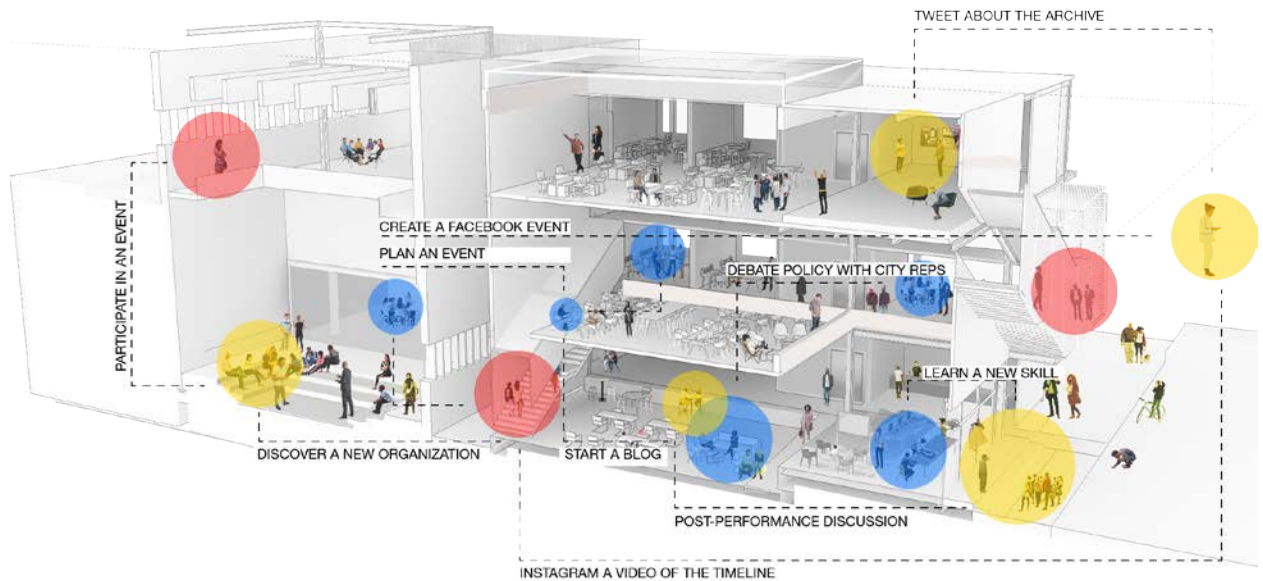 TWEET ABOUT THE ARCHIVE
PARTICIPATE IN AN EVENT
CREATE A FACEBOOK EVENT
PLAN AN EVENT
DEBATE POLICY WITH CITY REPS
LEARN A NEW SKILL
DISCOVER A NEW ORGANIZATION
START A BLOG
POST-PERFORMANCE DISCUSSION
INSTAGRAM A VIDEO OF THE TIMELINE